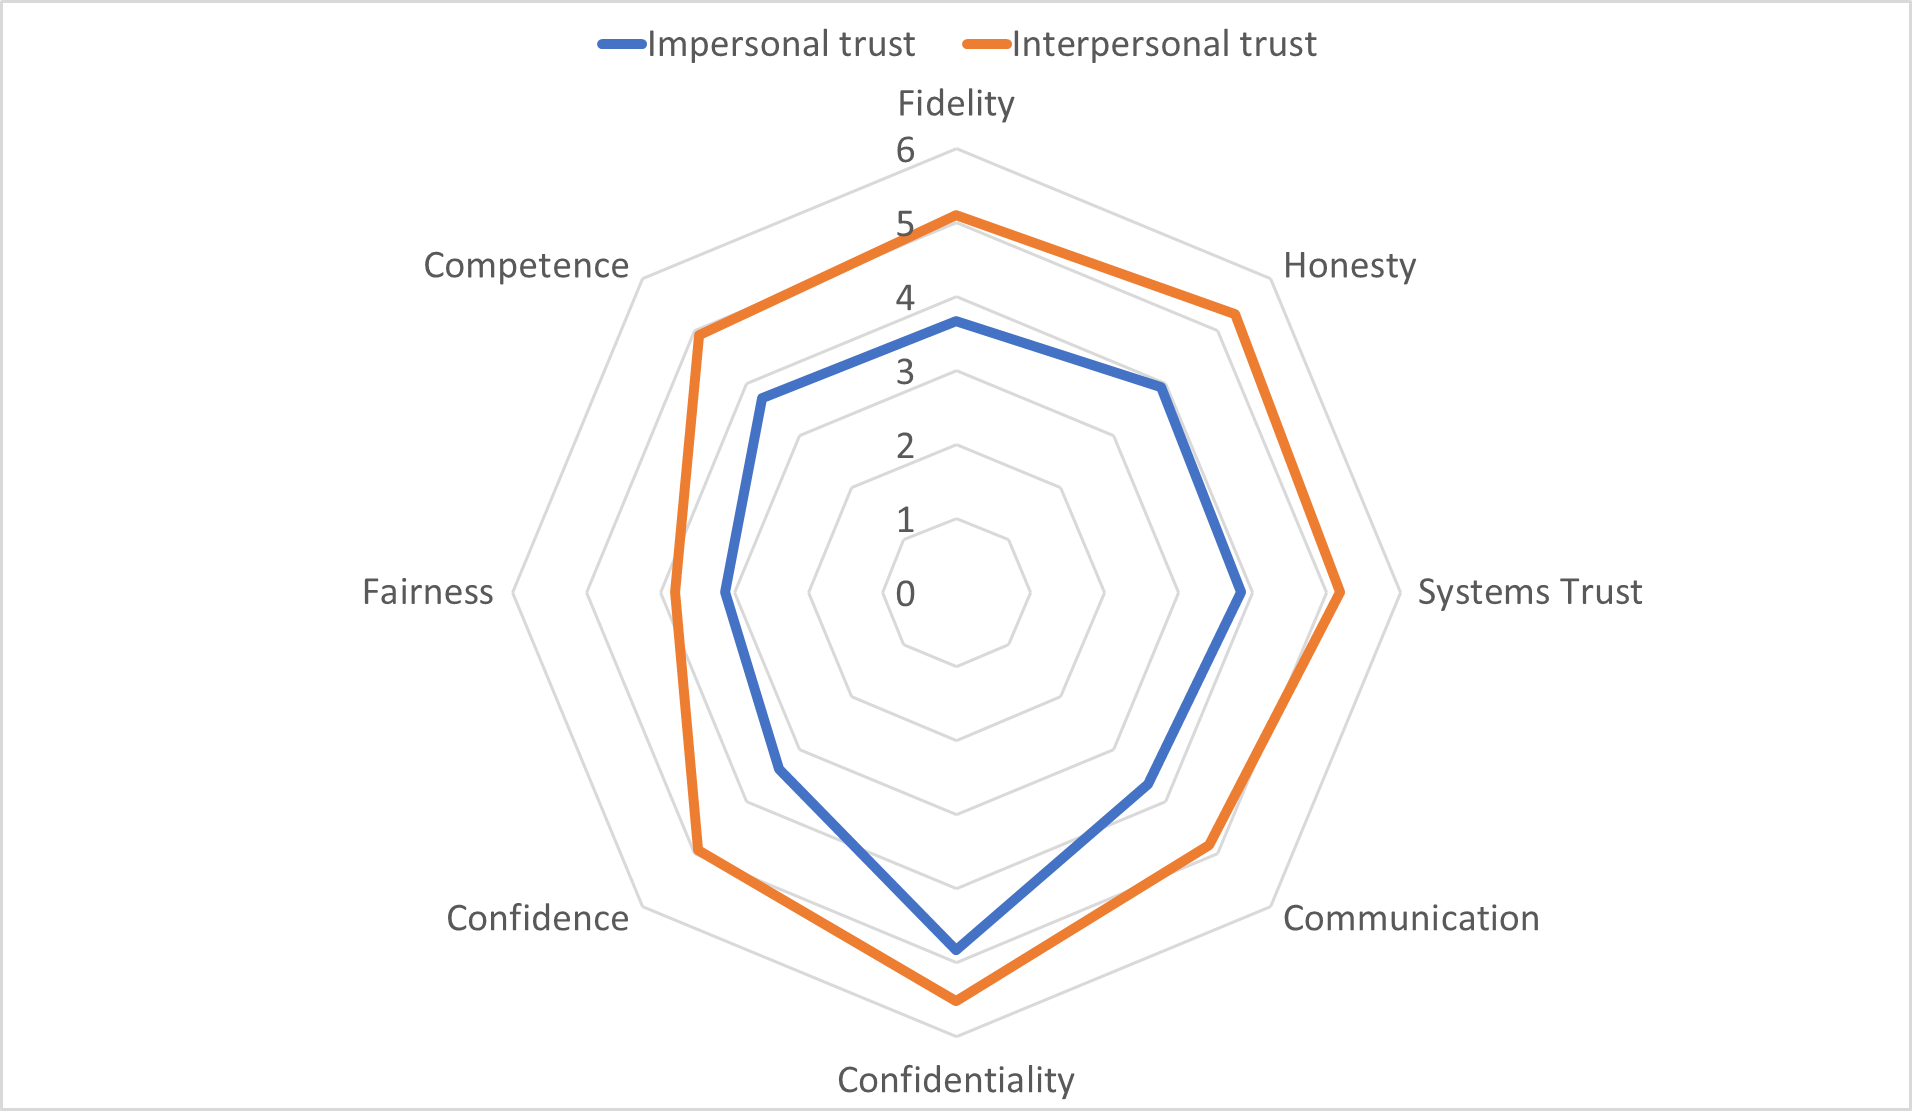 Impersonal trust Interpersonal trust
Fidelity
6
5
Competence Honesty
4
3
2
1
Fairness 0 Systems Trust
Confidence Communication
Confidentiality